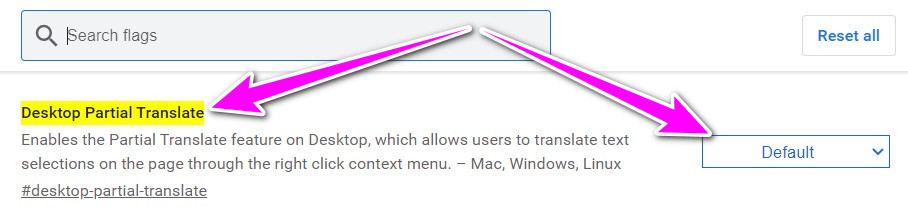 Search flags
Reset all
Desktop Partial Translate
Enables the Partial Translate feature on Desktop, which allows users to translate text
selections on the page through the right click context menu. – Mac, Windows, Linux
Default
#desktop-partial-translate